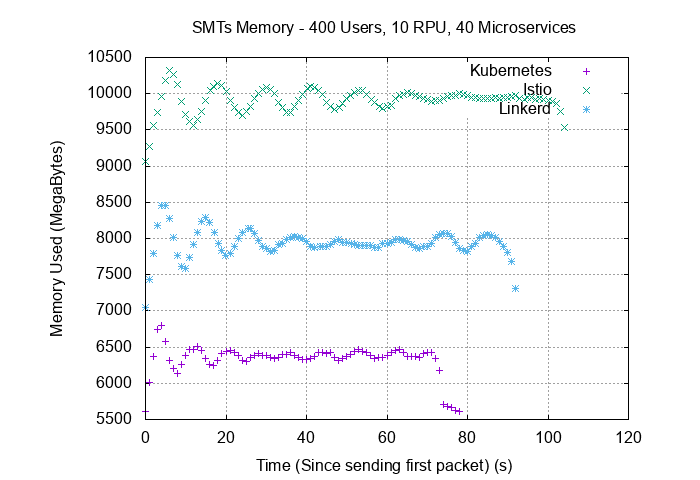 SMTs Memory - 400 Users, 10 RPU, 40 Microservices
10500
10000
9500
9000
8500
8000
7500
7000
6500
6000
5500
Memory Used (MegaBytes)
Kubernetes
Istio
Linkerd
0 20 40 60 80 100 120
Time (Since sending first packet) (s)